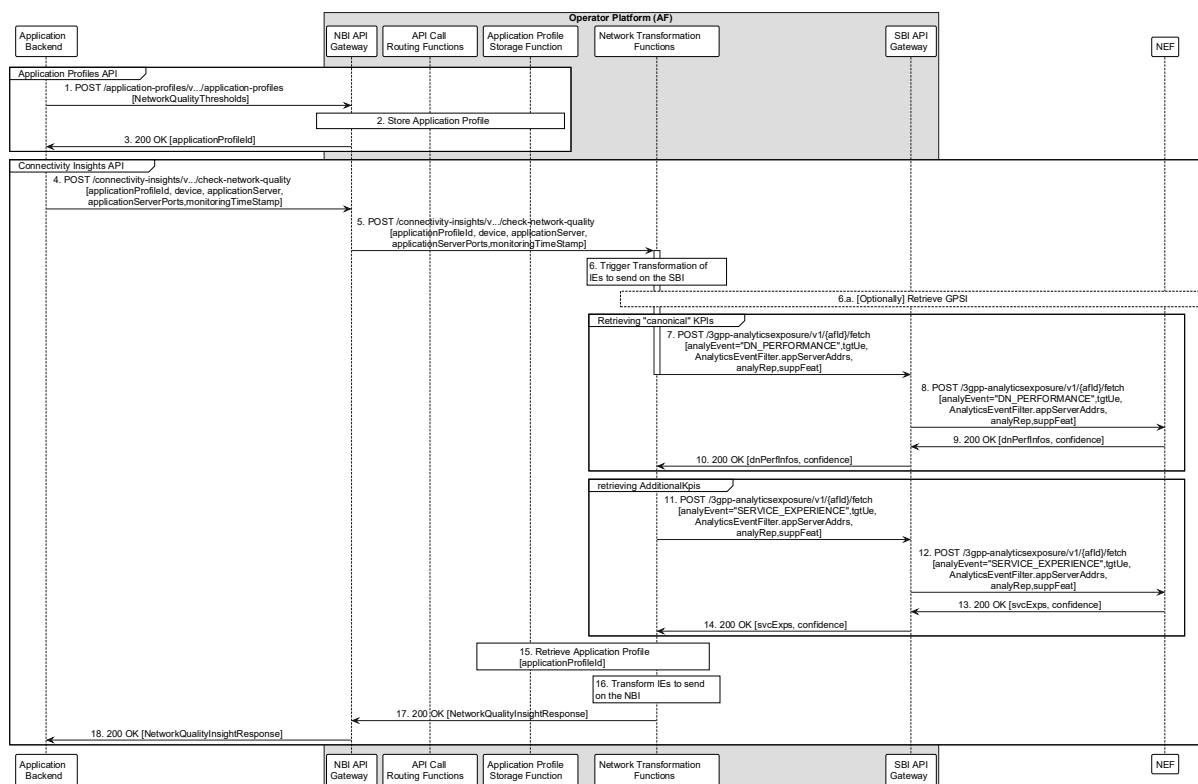 Operator Platform (AF)
Application
Backend
NBI API
Gateway
API Call
Routing Functions
Application Profile
Storage Function
Network Transformation
Functions
SBI API
Gateway
NEF
Application Profiles API
1. POST /application-profiles/v.../application-profiles
[NetworkQualityThresholds]
2. Store Application Profile
3. 200 OK [applicationProfileId]
Connectivity Insights API
4. POST /connectivity-insights/v.../check-network-quality
[applicationProfileId, device, applicationServer,
applicationServerPorts,monitoringTimeStamp]
5. POST /connectivity-insights/v.../check-network-quality
[applicationProfileId, device, applicationServer,
applicationServerPorts,monitoringTimeStamp]
6. Trigger Transformation of
IEs to send on the SBI
6.a. [Optionally] Retrieve GPSI
Retrieving "canonical" KPIs
7. POST /3gpp-analyticsexposure/v1/{afId}/fetch
[analyEvent="DN_PERFORMANCE",tgtUe,
AnalyticsEventFilter.appServerAddrs,
analyRep,suppFeat]
8. POST /3gpp-analyticsexposure/v1/{afId}/fetch
[analyEvent="DN_PERFORMANCE",tgtUe,
AnalyticsEventFilter.appServerAddrs,
analyRep,suppFeat]
9. 200 OK [dnPerfInfos, confidence]
10. 200 OK [dnPerfInfos, confidence]
retrieving AdditionalKpis
11. POST /3gpp-analyticsexposure/v1/{afId}/fetch
[analyEvent="SERVICE_EXPERIENCE",tgtUe,
AnalyticsEventFilter.appServerAddrs,
analyRep,suppFeat]
12. POST /3gpp-analyticsexposure/v1/{afId}/fetch
[analyEvent="SERVICE_EXPERIENCE",tgtUe,
AnalyticsEventFilter.appServerAddrs,
analyRep,suppFeat]
13. 200 OK [svcExps, confidence]
14. 200 OK [svcExps, confidence]
15. Retrieve Application Profile
[applicationProfileId]
16. Transform IEs to send
on the NBI
17. 200 OK [NetworkQualityInsightResponse]
18. 200 OK [NetworkQualityInsightResponse]
Application
Backend
NBI API
Gateway
API Call
Routing Functions
Application Profile
Storage Function
Network Transformation
Functions
SBI API
Gateway
NEF